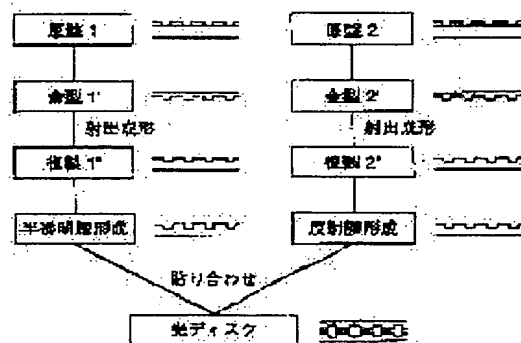 原盤 1
原盤 2
金型 1'
金型 2'
射出成形
射出成形
複製 1"
複製 2"
半透明膜形成
反射膜形成
貼り合わせ
光ディスク